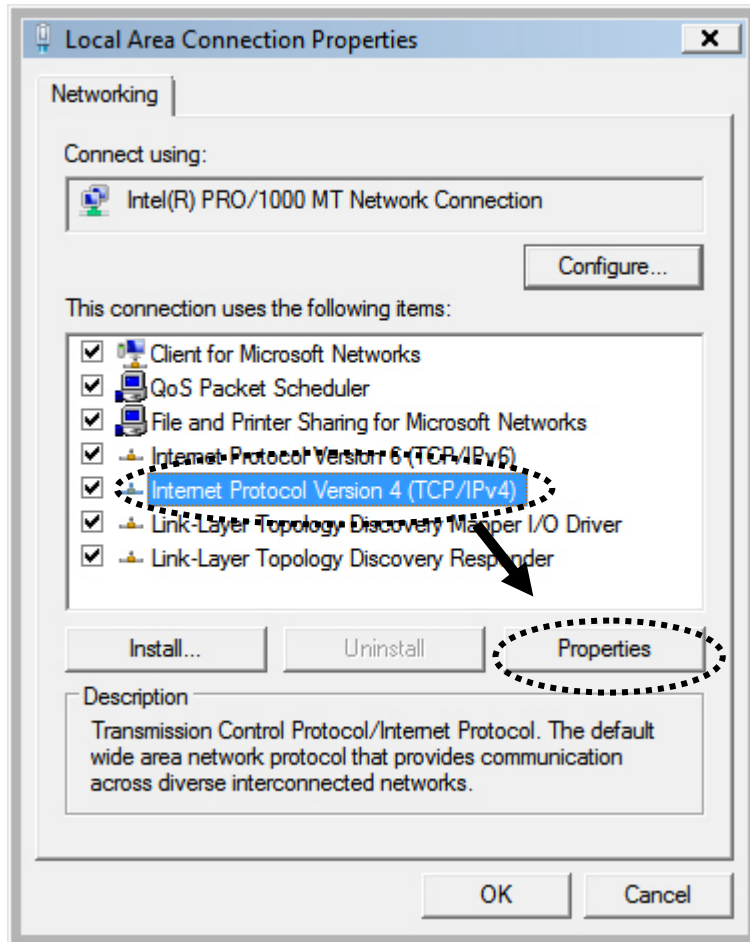 Local Area Connection Properties
Networking
Connect using:
Intel(R) PRO/1000 MT Network Connection
Configure...
This connection uses the following items:
Client for Microsoft Networks
QoS Packet Scheduler
File and Printer Sharing for Microsoft Networks
Internet Protocol Version 6 (TCP/IPv6)
Internet Protocol Version 4 (TCP/IPv4)
Link-Layer Topology Discovery Mapper I/O Driver
Link-Layer Topology Discovery Responder
Install... Uninstall Properties
Description
Transmission Control Protocol/Internet Protocol. The default
wide area network protocol that provides communication
across diverse interconnected networks.
OK Cancel